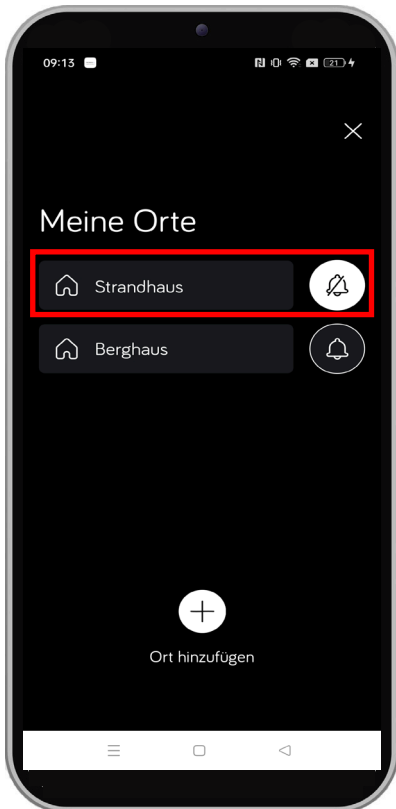 09:13
21
Meine Orte
Strandhaus
Berghaus
Ort hinzufügen